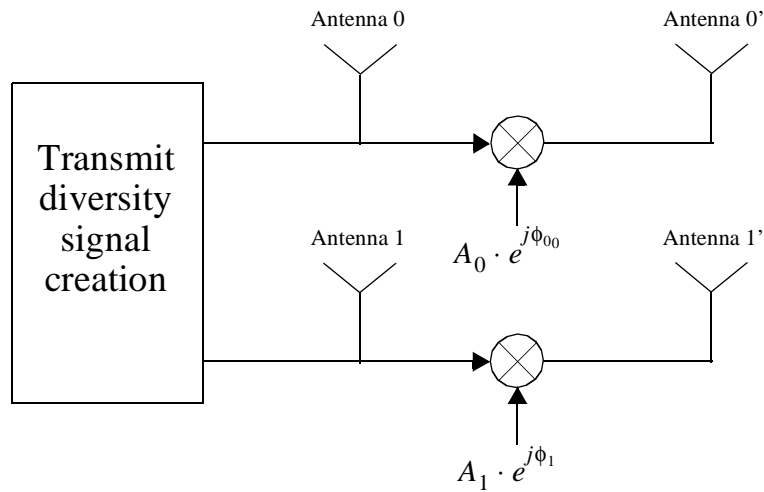 Antenna 0
Antenna 0’
Transmit
diversity
signal
creation
A₀ · e^{jϕ₀₀}
Antenna 1
Antenna 1’
A₁ · e^{jϕ₁}